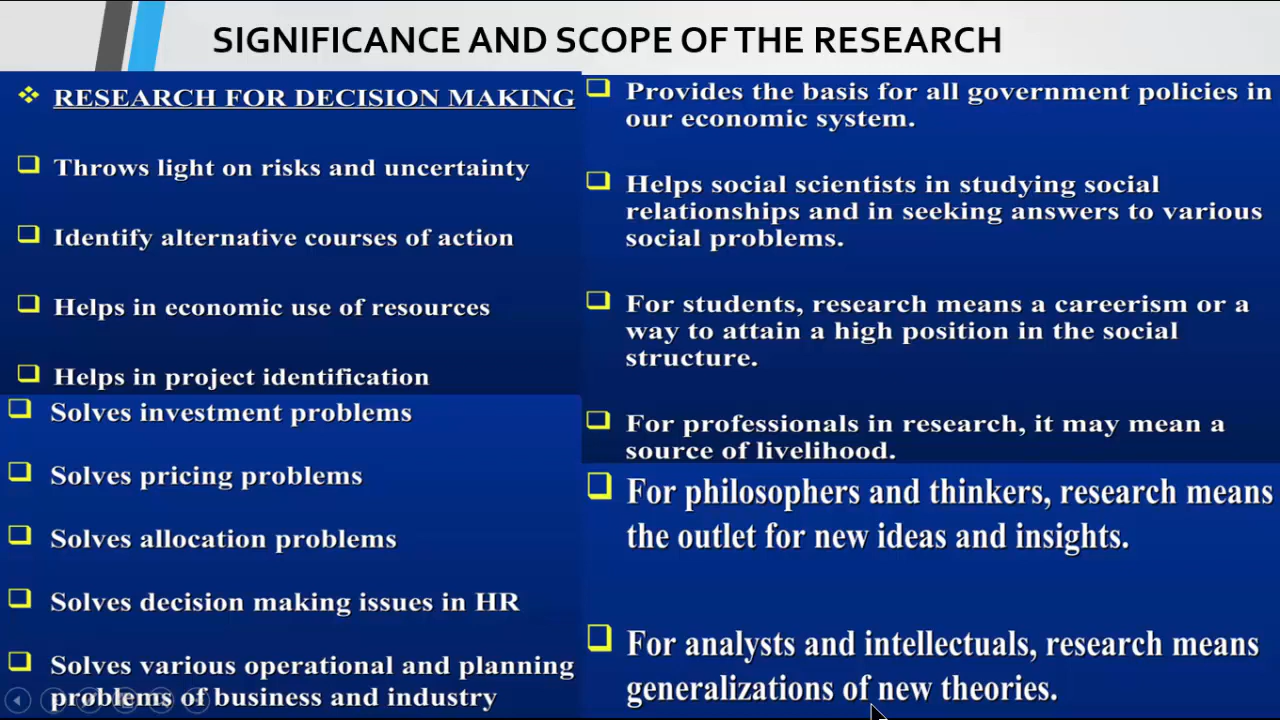 SIGNIFICANCE AND SCOPE OF THE RESEARCH
RESEARCH FOR DECISION MAKING
Throws light on risks and uncertainty
Identify alternative courses of action
Helps in economic use of resources
Helps in project identification
Solves investment problems
Solves pricing problems
Solves allocation problems
Solves decision making issues in HR
Solves various operational and planning
problems of business and industry
Provides the basis for all government policies in
our economic system.
Helps social scientists in studying social
relationships and in seeking answers to various
social problems.
For students, research means a careerism or a
way to attain a high position in the social
structure.
For professionals in research, it may mean a
source of livelihood.
For philosophers and thinkers, research means
the outlet for new ideas and insights.
For analysts and intellectuals, research means
generalizations of new theories.